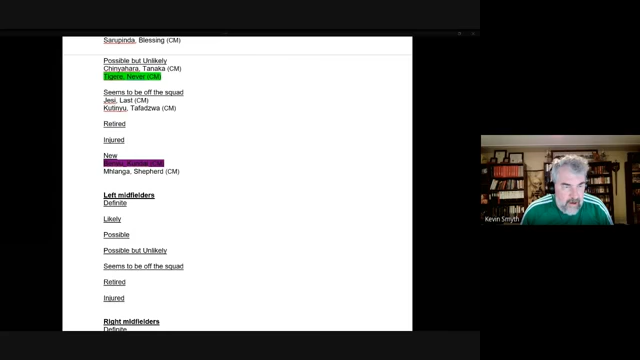 Sarupinda, Blessing (CM)
Possible but Unlikely
Chinyahara, Tanaka (CM)
Tigere, Never (CM)
Seems to be off the squad
Jesi, Last (CM)
Kutinyu, Tafadzwa (CM)
Retired
Injured
New
(CM)
Mhlanga, Shepherd (CM)
Left midfielders
Definite
Likely
Possible
Possible but Unlikely
Seems to be off the squad
Retired
Injured
Right midfielders
Definite
Kevin Smyth